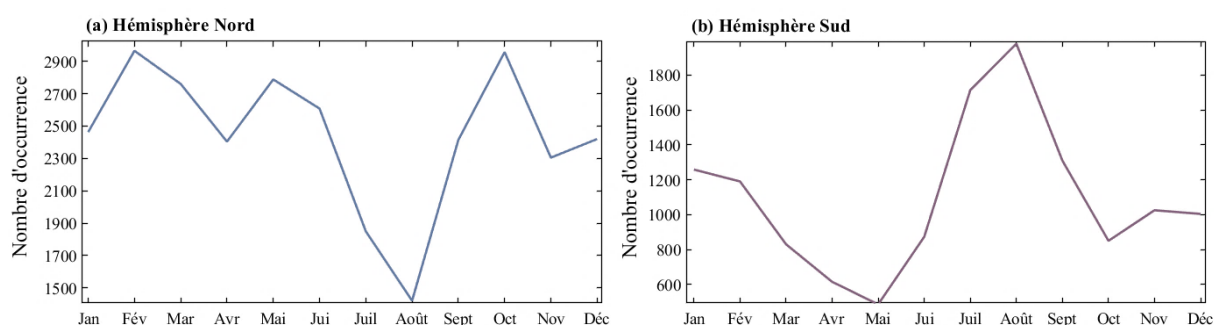 (a) Hémisphère Nord
Nombre d'occurrence
2900
2700
2500
2300
2100
1900
1700
1500
Jan Fév Mar Avr Mai Jui Juil Août Sept Oct Nov Déc
(b) Hémisphère Sud
Nombre d'occurrence
1800
1600
1400
1200
1000
800
600
Jan Fév Mar Avr Mai Jui Juil Août Sept Oct Nov Déc